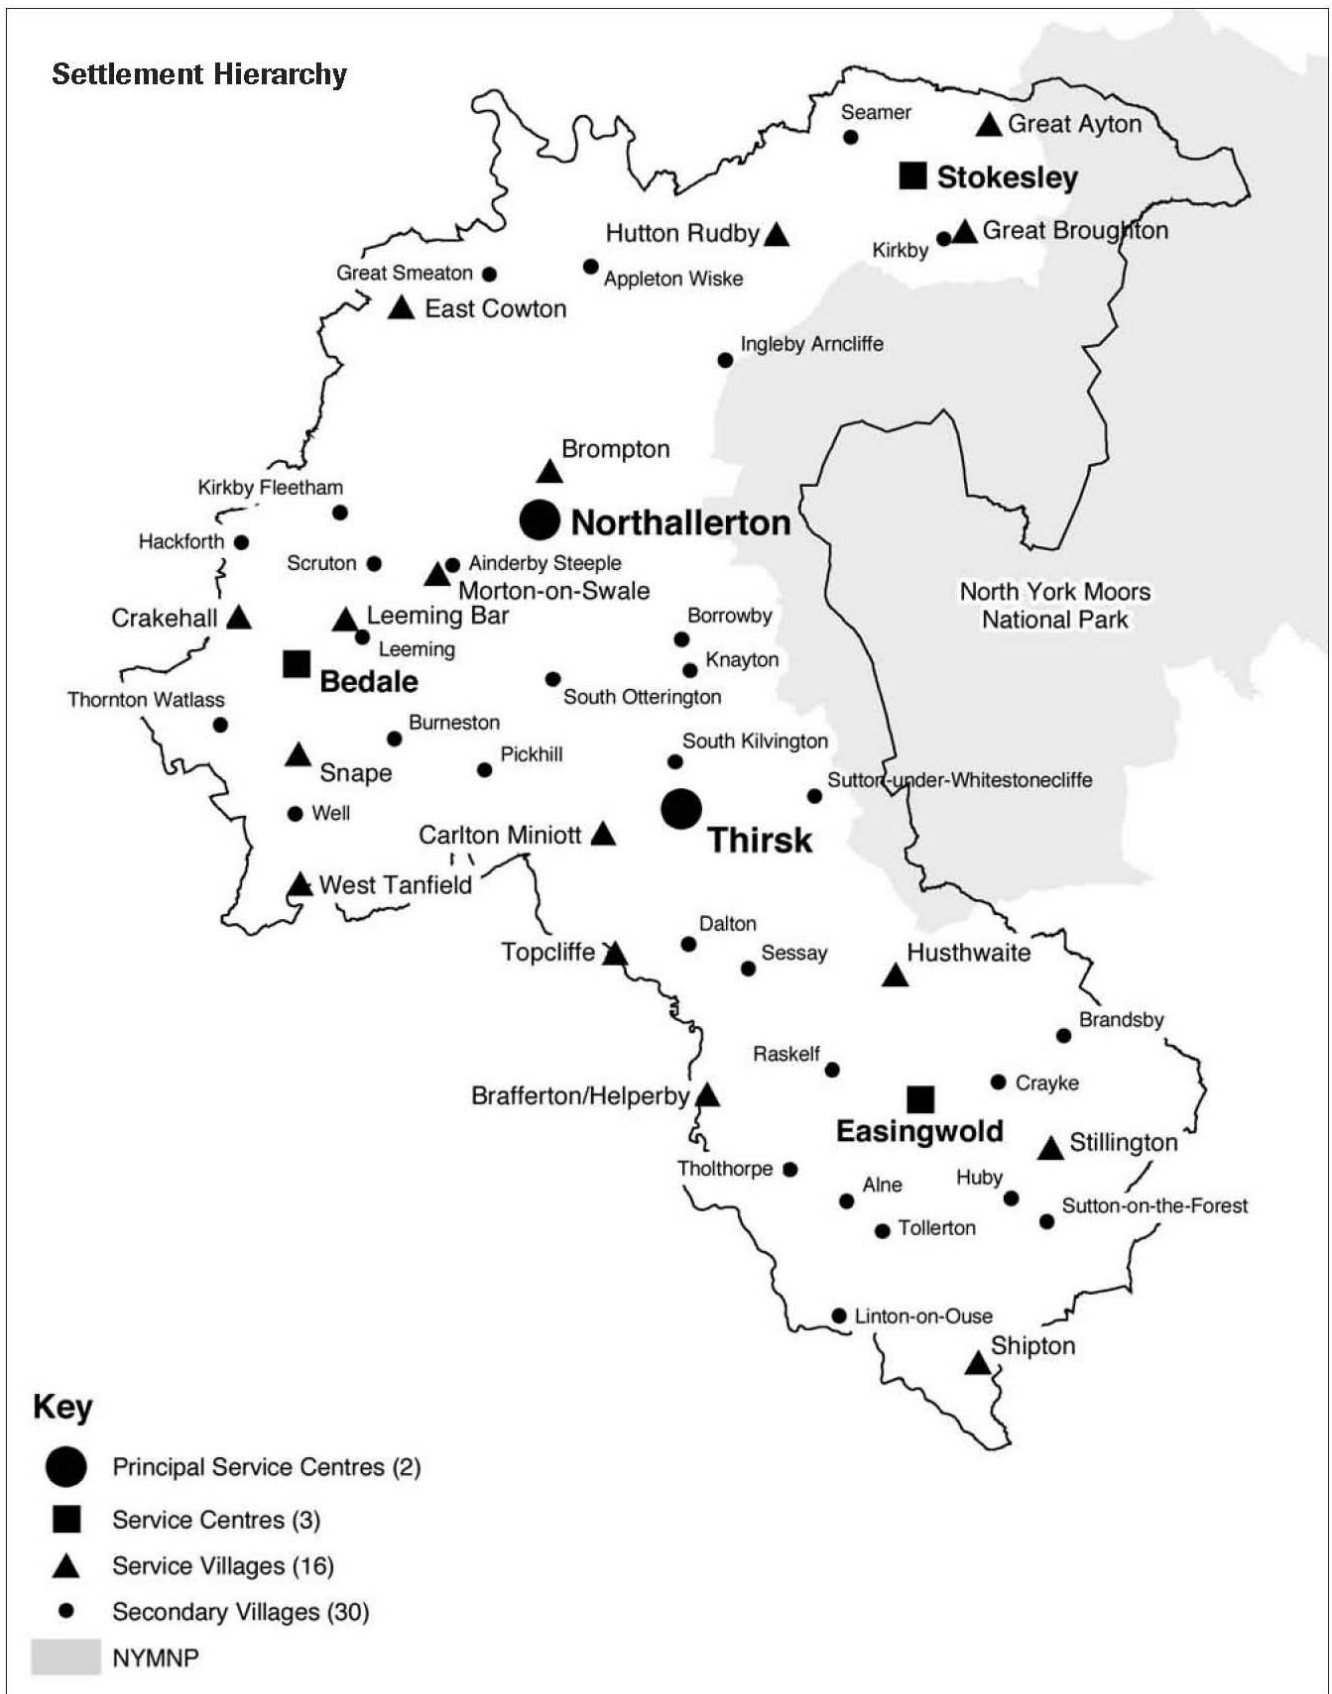 Settlement Hierarchy
Seamer
Great Ayton
Stokesley
Hutton Rudby
Great Broughton
Kirkby
Great Smeaton
Appleton Wiske
East Cowton
Ingleby Arncliffe
Brompton
Kirkby Fleetham
Northallerton
Hackforth
Scruton
Ainderby Steeple
Morton-on-Swale
North York Moors
National Park
Crakehall
Leeming Bar
Borrowby
Leeming
Knayton
Bedale
South Otterington
Thornton Watlass
Burneston
South Kilvington
Pickhill
Snape
Sutton-under-Whitestonecliffe
Well
Carlton Miniott
Thirsk
West Tanfield
Dalton
Topcliffe
Sessay
Husthwaite
Brandsby
Raskelf
Crayke
Brafferton/Helperby
Easingwold
Stillington
Tholthorpe
Alne
Huby
Sutton-on-the-Forest
Tollerton
Linton-on-Ouse
Shipton
Key
Principal Service Centres (2)
Service Centres (3)
Service Villages (16)
Secondary Villages (30)
NYMNP